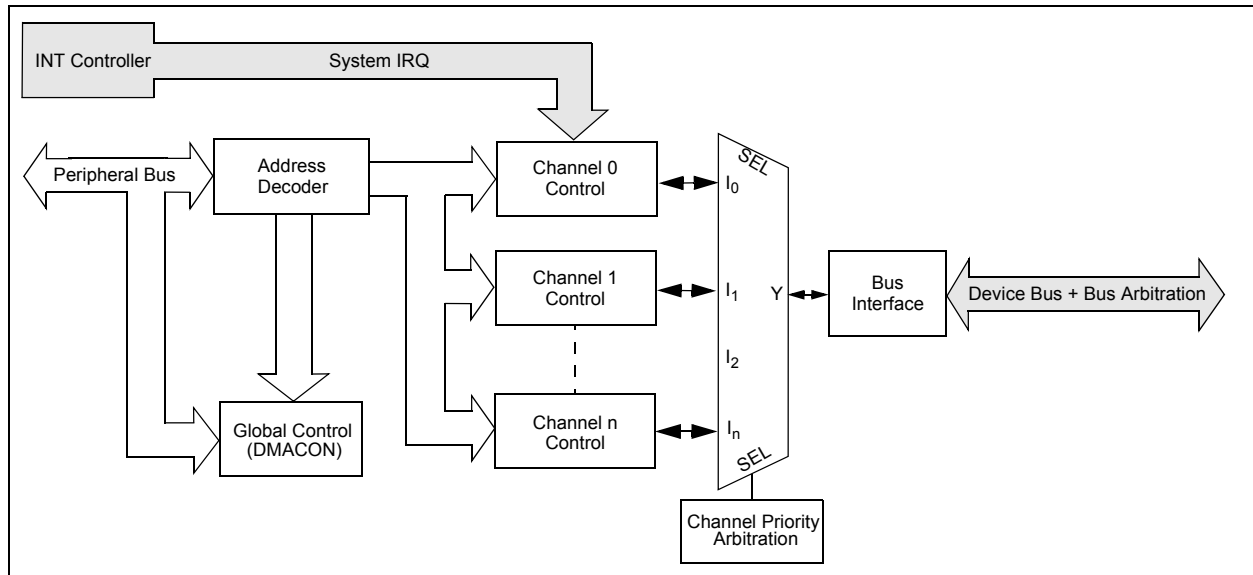 INT Controller
System IRQ
Peripheral Bus
Address
Decoder
Channel 0
Control
I0
SEL
Channel 1
Control
I1
Y
Bus
Interface
Device Bus + Bus Arbitration
I2
Global Control
(DMACON)
Channel n
Control
In
SEL
Channel Priority
Arbitration